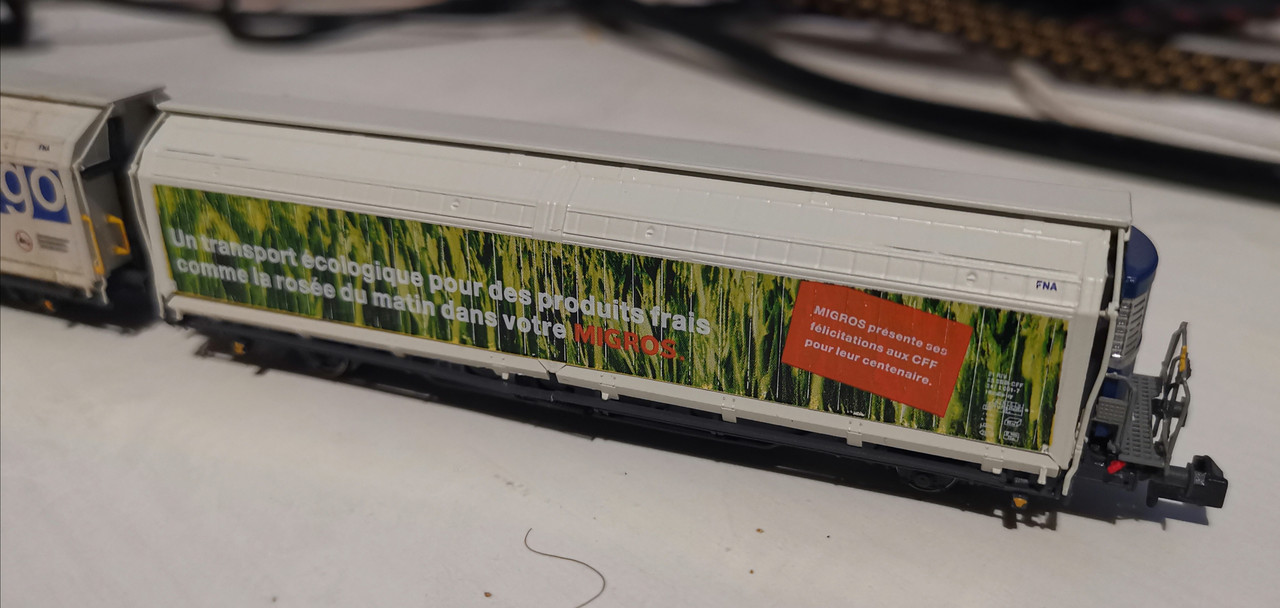 FNA
go
Un transport écologique pour des produits frais
comme la rosée du matin dans votre MIGROS.
FNA
MIGROS présente ses
félicitations aux CFF
pour leur centenaire.